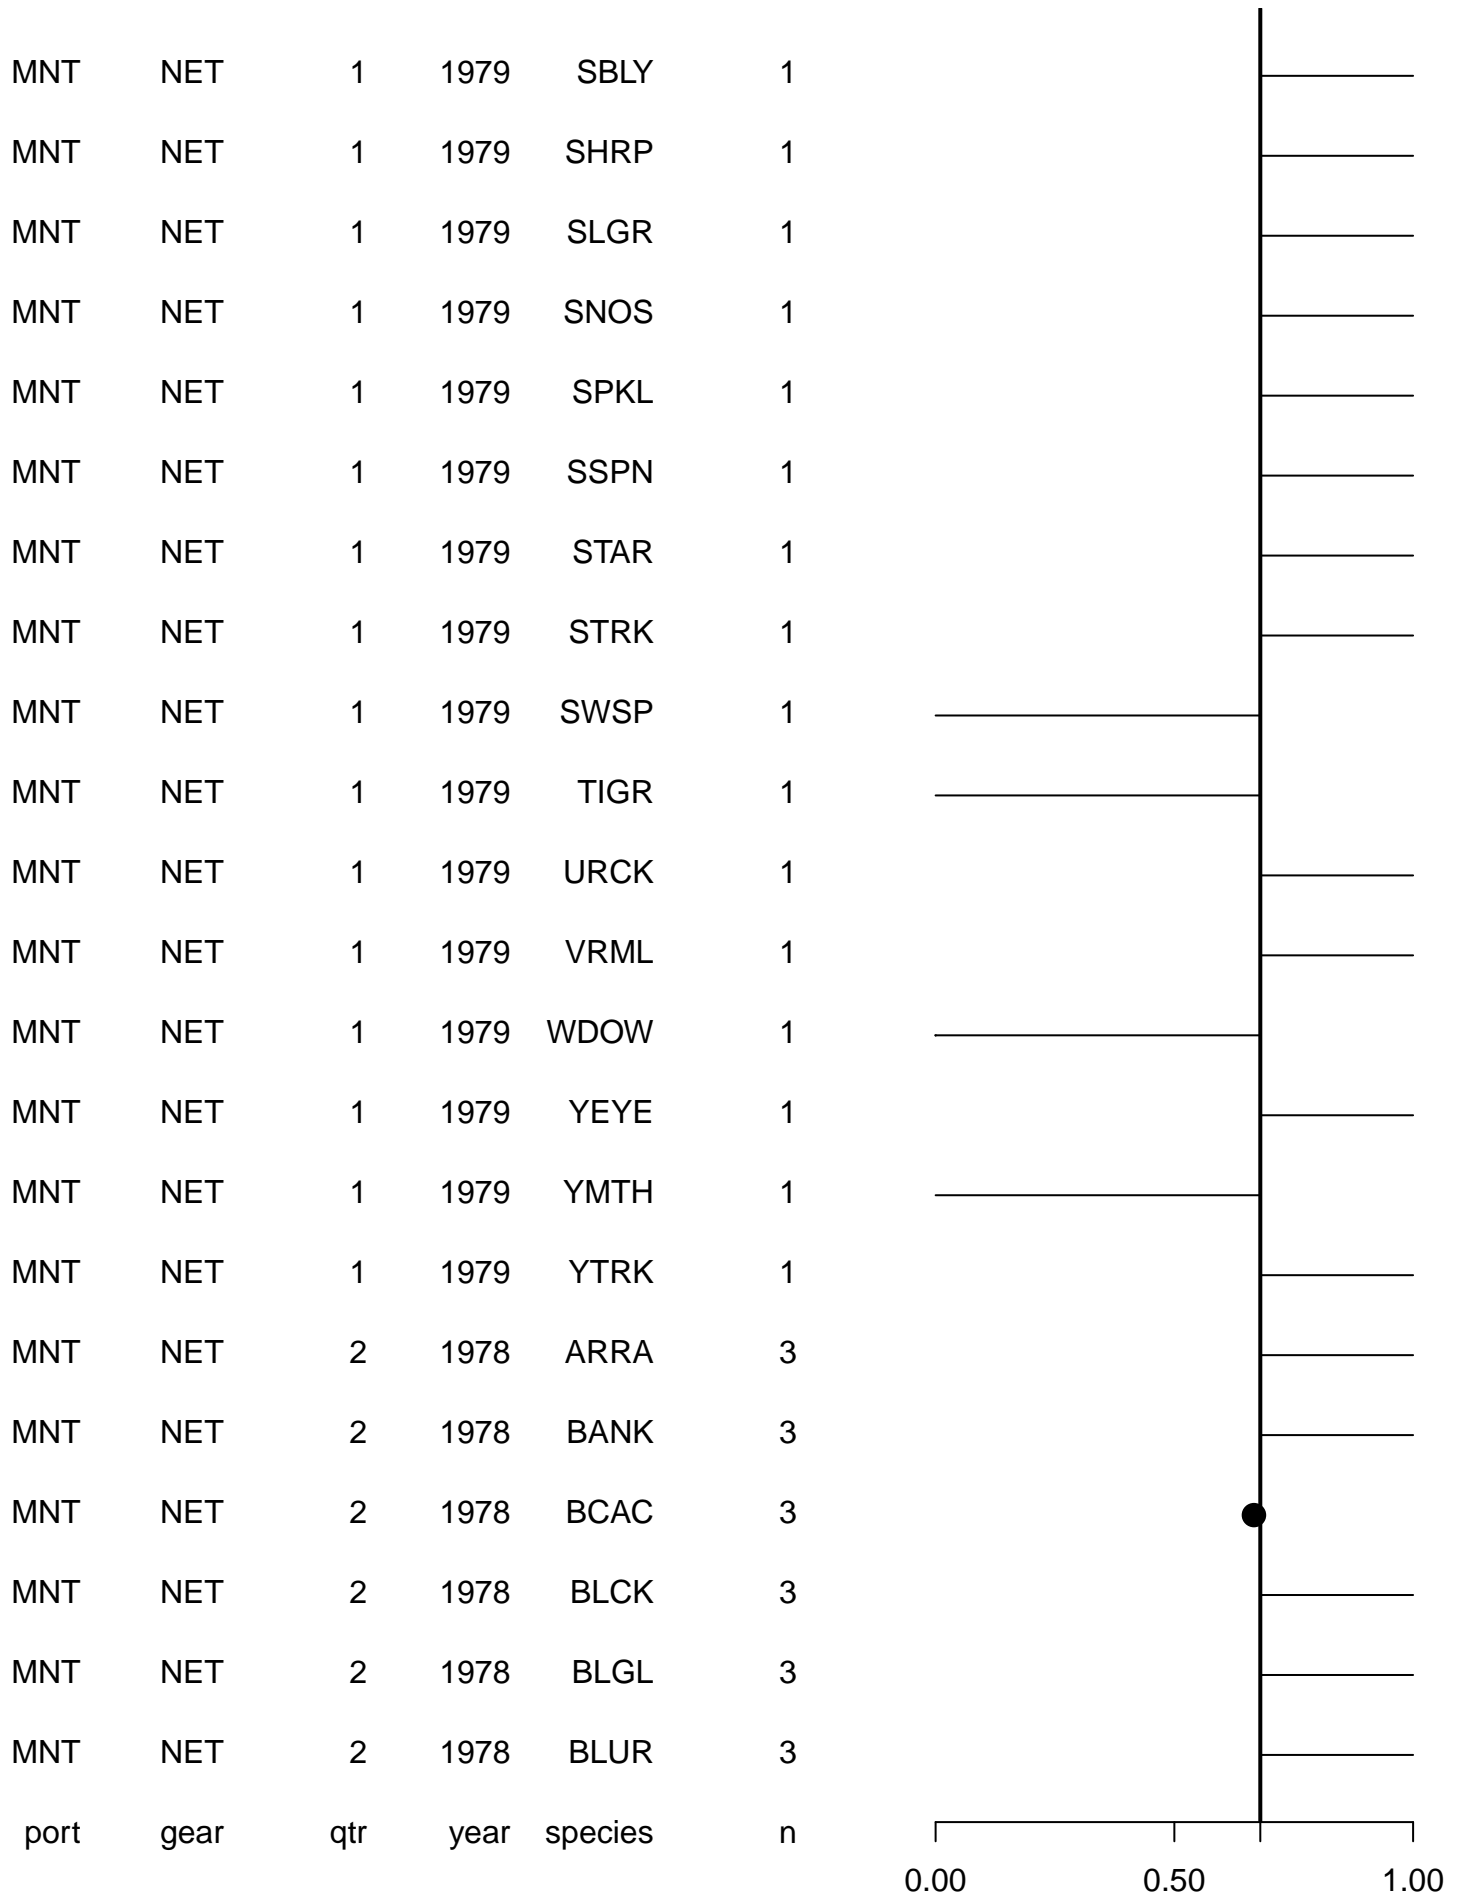 MNT NET 1 1979 SBLY 1
MNT NET 1 1979 SHRP 1
MNT NET 1 1979 SLGR 1
MNT NET 1 1979 SNOS 1
MNT NET 1 1979 SPKL 1
MNT NET 1 1979 SSPN 1
MNT NET 1 1979 STAR 1
MNT NET 1 1979 STRK 1
MNT NET 1 1979 SWSP 1
MNT NET 1 1979 TIGR 1
MNT NET 1 1979 URCK 1
MNT NET 1 1979 VRML 1
MNT NET 1 1979 WDOW 1
MNT NET 1 1979 YEYE 1
MNT NET 1 1979 YMTH 1
MNT NET 1 1979 YTRK 1
MNT NET 2 1978 ARRA 3
MNT NET 2 1978 BANK 3
MNT NET 2 1978 BCAC 3
MNT NET 2 1978 BLCK 3
MNT NET 2 1978 BLGL 3
MNT NET 2 1978 BLUR 3
port gear qtr year species n
0.00 0.50 1.00